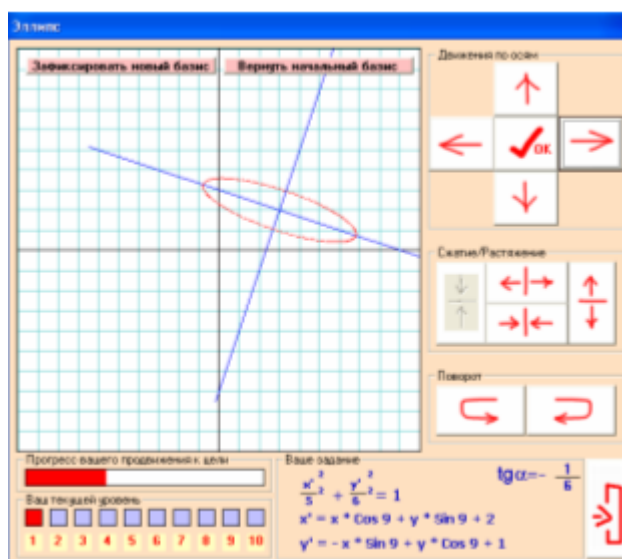 Эллипс
Зафиксировать новый базис
Вернуть начальный базис
Движения по осям
OK
Сжатие/Растяжение
Поворот
Прогресс вашего продвижения к цели
Ваш текущей уровень
1 2 3 4 5 6 7 8 9 10
Ваше задание
x'²/5² + y'²/6² = 1
tgα=- 1/6
x' = x * Cos 9 + y * Sin 9 + 2
y' = - x * Sin 9 + y * Cos 9 + 1